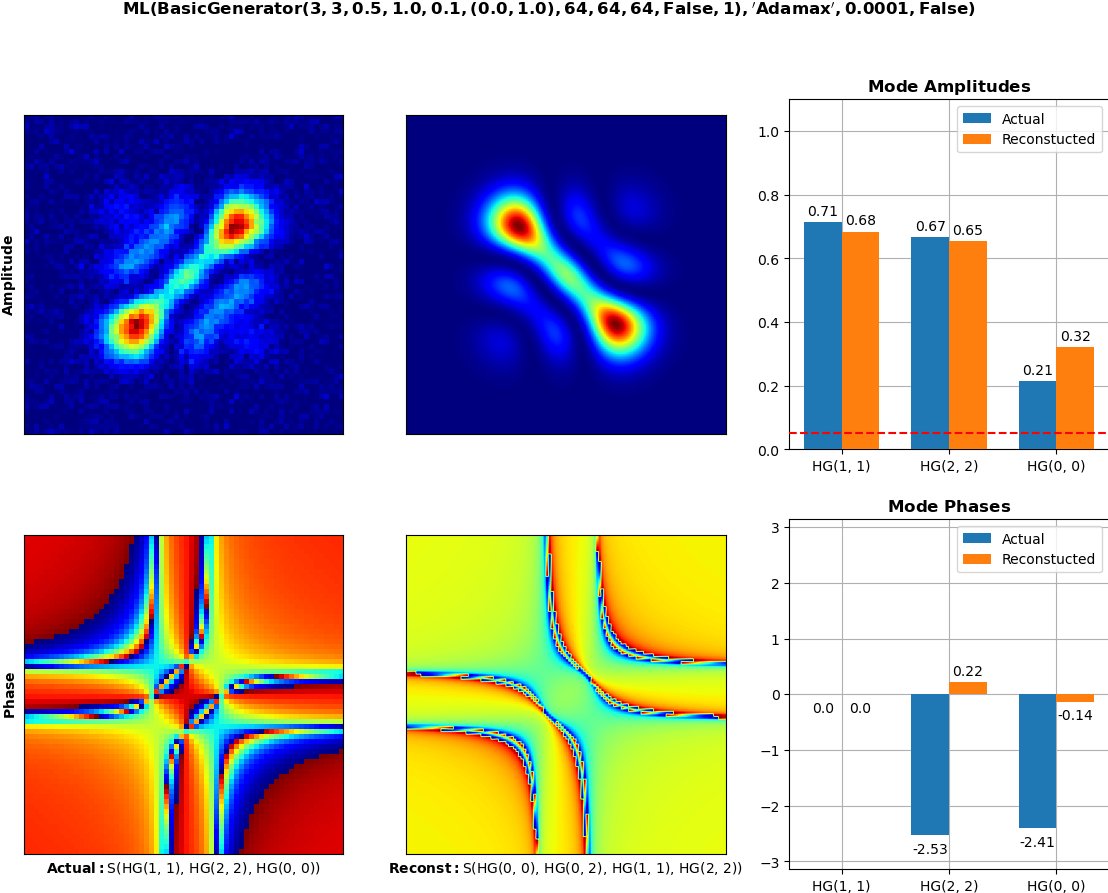 ML(BasicGenerator(3, 3, 0.5, 1.0, 0.1, (0.0, 1.0), 64, 64, 64, False, 1), ′Adamax′, 0.0001, False)
Amplitude
Mode Amplitudes
Actual
Reconstucted
1.0
0.8
0.6
0.4
0.2
0.0
0.71
0.68
0.67
0.65
0.21
0.32
HG(1, 1)
HG(2, 2)
HG(0, 0)
Phase
Actual: S(HG(1, 1), HG(2, 2), HG(0, 0))
Reconst: S(HG(0, 0), HG(0, 2), HG(1, 1), HG(2, 2))
Mode Phases
Actual
Reconstucted
3
2
1
0
−1
−2
−3
0.0
0.0
-2.53
0.22
-2.41
-0.14
HG(1, 1)
HG(2, 2)
HG(0, 0)